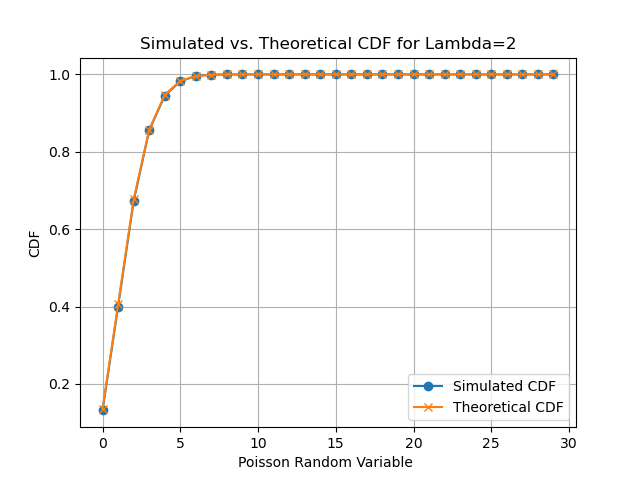 Simulated vs. Theoretical CDF for Lambda=2
1.0
0.8
0.6
0.4
0.2
CDF
0 5 10 15 20 25 30
Poisson Random Variable
Simulated CDF
Theoretical CDF